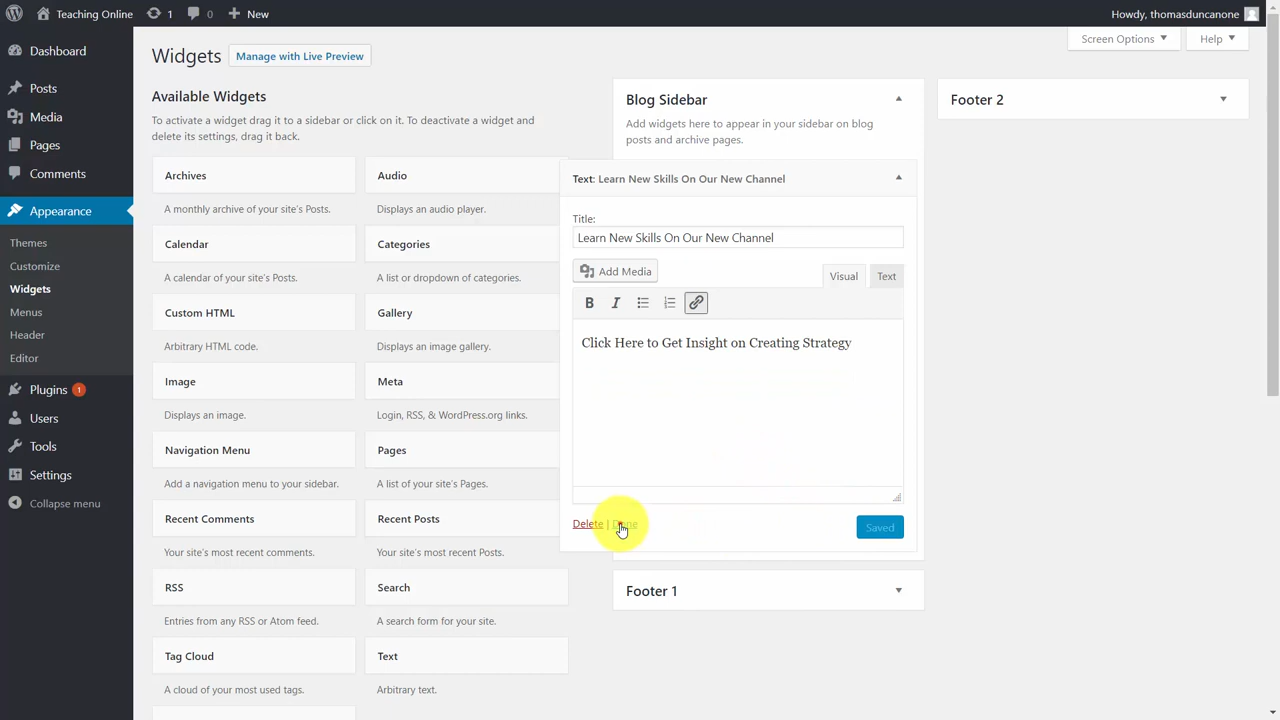 Teaching Online 1 0 New Howdy, thomasduncanone
Dashboard
Posts
Media
Pages
Comments
Appearance
Themes
Customize
Widgets
Menus
Header
Editor
Plugins 1
Users
Tools
Settings
Collapse menu
Screen Options Help
Widgets Manage with Live Preview
Available Widgets
To activate a widget drag it to a sidebar or click on it. To deactivate a widget and
delete its settings, drag it back.
Archives
A monthly archive of your site's Posts.
Audio
Displays an audio player.
Calendar
A calendar of your site's Posts.
Categories
A list or dropdown of categories.
Custom HTML
Arbitrary HTML code.
Gallery
Displays an image gallery.
Image
Displays an image.
Meta
Login, RSS, & WordPress.org links.
Navigation Menu
Add a navigation menu to your sidebar.
Pages
A list of your site's Pages.
Recent Comments
Your site's most recent comments.
Recent Posts
Your site's most recent Posts.
RSS
Entries from any RSS or Atom feed.
Search
A search form for your site.
Tag Cloud
A cloud of your most used tags.
Text
Arbitrary text.
Blog Sidebar
Add widgets here to appear in your sidebar on blog
posts and archive pages.
Text: Learn New Skills On Our New Channel
Title:
Learn New Skills On Our New Channel
Add Media
Visual Text
B I
Click Here to Get Insight on Creating Strategy
Delete | Done
Saved
Footer 1
Footer 2